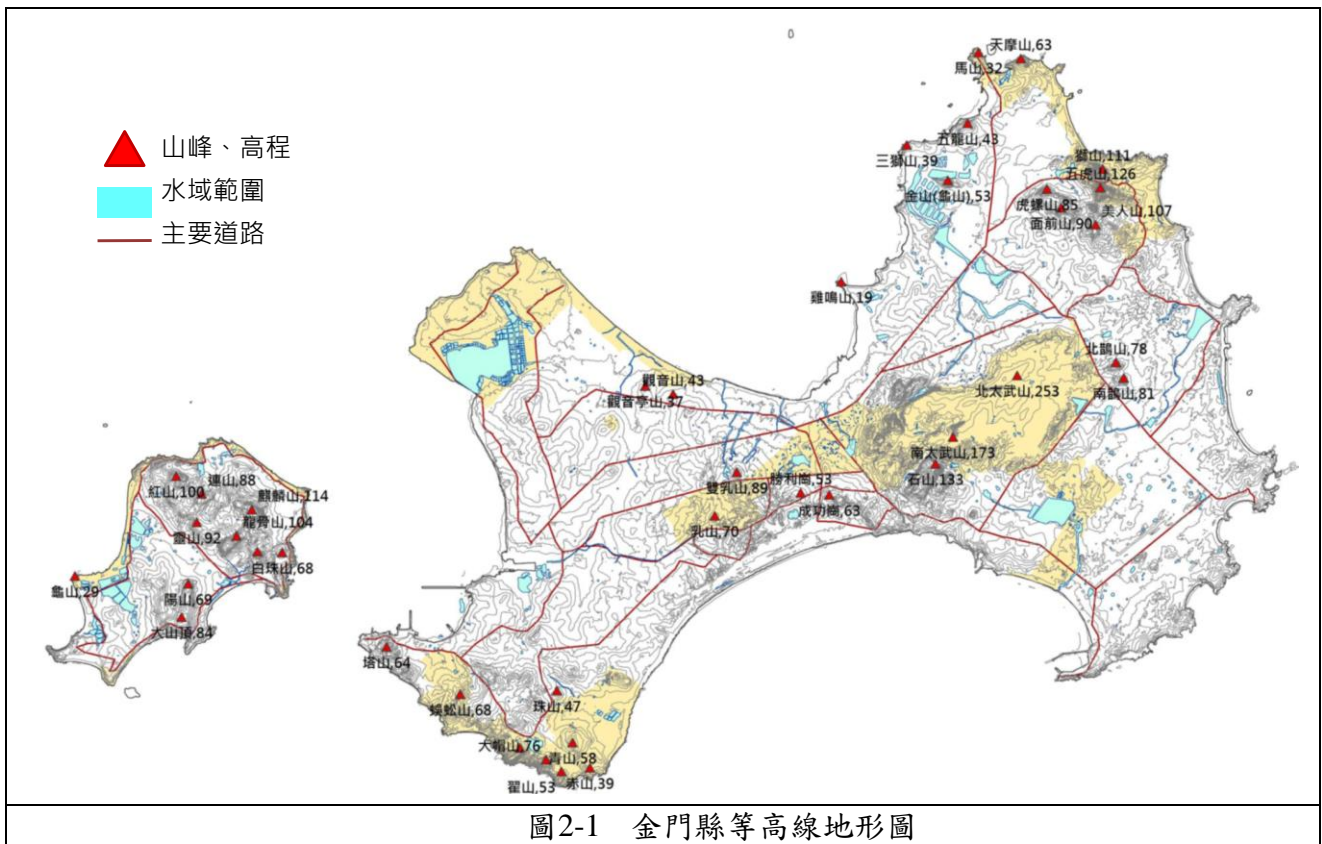 山峰、高程
水域範圍
主要道路
天摩山,63
馬山,32
五龍山,43
三獅山,39
獅山,111
五虎山,126
金山(龜山),53
虎螺山,85
美人山,107
面前山,90
雞鳴山,19
北鵲山,78
觀音山,43
北太武山,253
南鵲山,81
觀音亭山,37
南太武山,173
石山,133
雙乳山,89
勝利崗,53
成功崗,63
乳山,70
連山,88
紅山,100
麒麟山,114
龍骨山,104
靈山,92
白珠山,68
龜山,29
陽山,69
大山頂,84
塔山,64
蜈蚣山,68
珠山,47
大帽山,76
青山,58
翟山,53
赤山,39
圖2-1 金門縣等高線地形圖